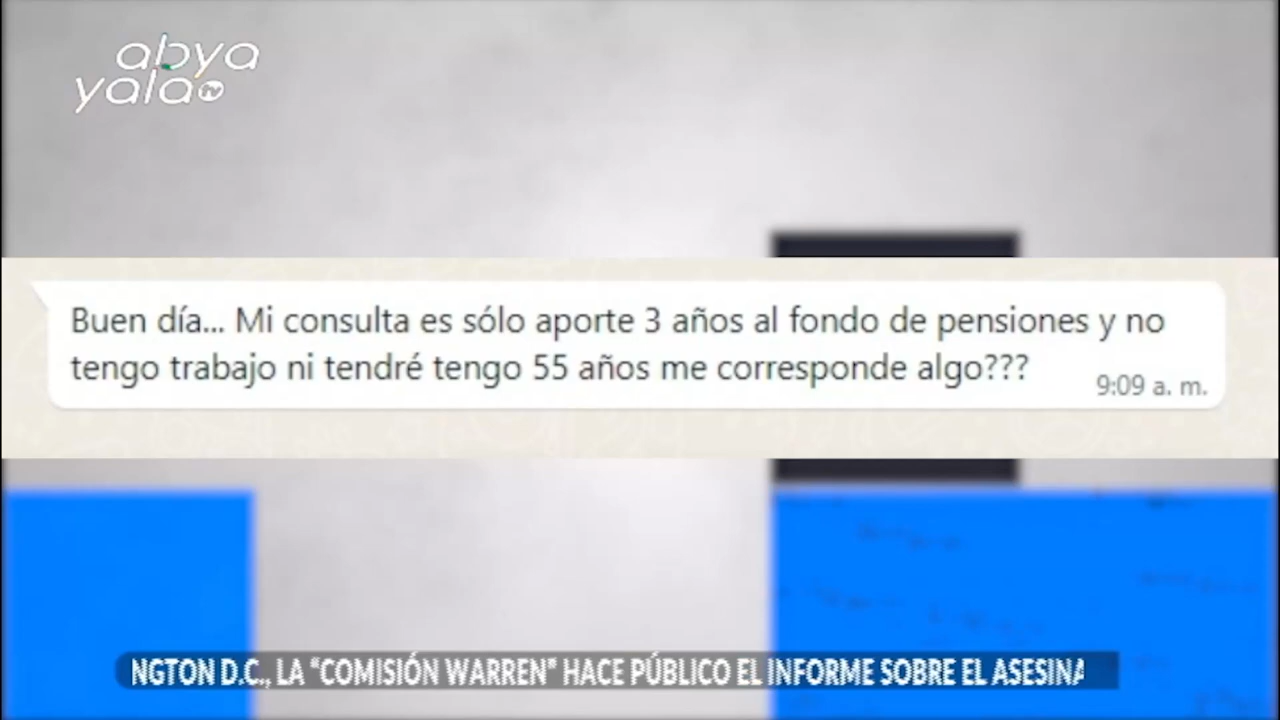 abya
yala tv
Buen día... Mi consulta es sólo aporte 3 años al fondo de pensiones y no
tengo trabajo ni tendré tengo 55 años me corresponde algo???
9:09 a. m.
NGTON D.C., LA "COMISIÓN WARREN" HACE PÚBLICO EL INFORME SOBRE EL ASESINA